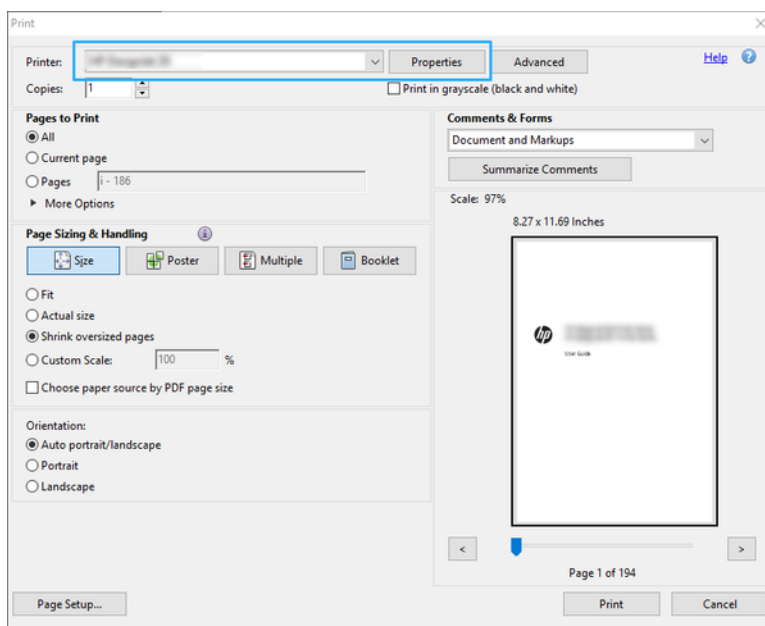 Print
Printer:
Properties
Advanced
Help
Copies:
1
Print in grayscale (black and white)
Pages to Print
All
Current page
Pages
i - 186
More Options
Comments & Forms
Document and Markups
Summarize Comments
Page Sizing & Handling
Size
Poster
Multiple
Booklet
Fit
Actual size
Shrink oversized pages
Custom Scale:
100
%
Choose paper source by PDF page size
Orientation:
Auto portrait/landscape
Portrait
Landscape
Scale: 97%
8.27 x 11.69 Inches
hp
User Guide
<
>
Page 1 of 194
Page Setup...
Print
Cancel